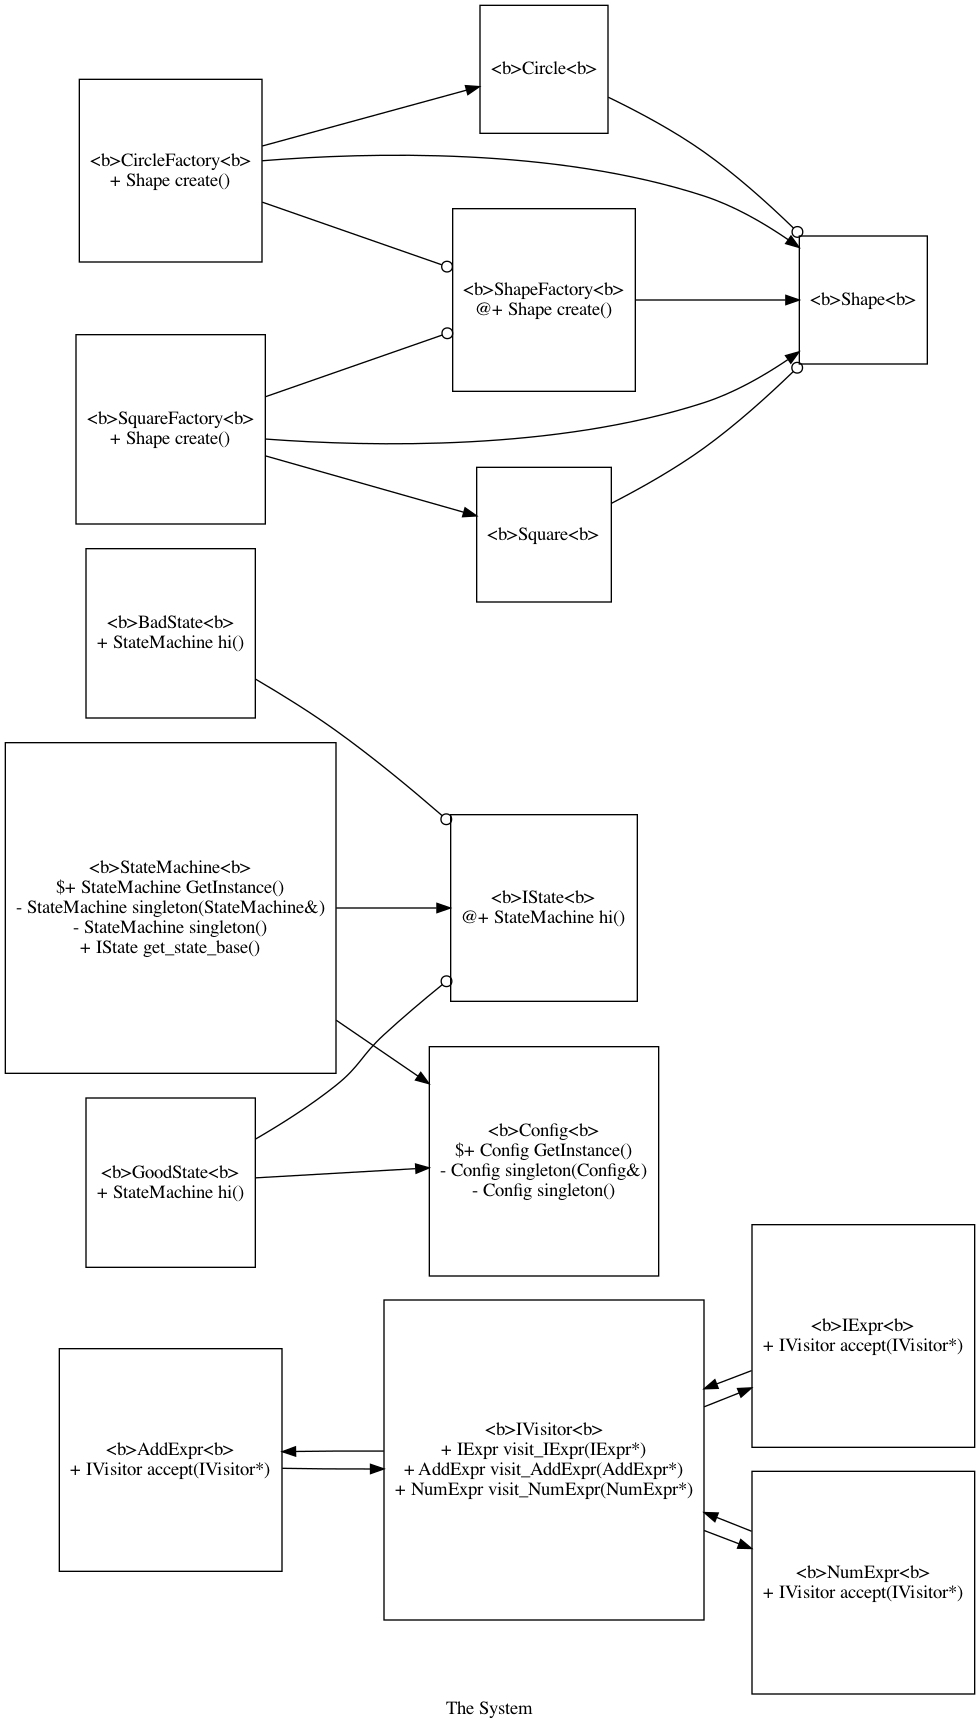 <b>Circle<b>
<b>CircleFactory<b>
+ Shape create()
<b>ShapeFactory<b>
@+ Shape create()
<b>Shape<b>
<b>SquareFactory<b>
+ Shape create()
<b>Square<b>
<b>BadState<b>
+ StateMachine hi()
<b>StateMachine<b>
$+ StateMachine GetInstance()
- StateMachine singleton(StateMachine&)
- StateMachine singleton()
+ IState get_state_base()
<b>IState<b>
@+ StateMachine hi()
<b>Config<b>
$+ Config GetInstance()
- Config singleton(Config&)
- Config singleton()
<b>GoodState<b>
+ StateMachine hi()
<b>IExpr<b>
+ IVisitor accept(IVisitor*)
<b>AddExpr<b>
+ IVisitor accept(IVisitor*)
<b>IVisitor<b>
+ IExpr visit_IExpr(IExpr*)
+ AddExpr visit_AddExpr(AddExpr*)
+ NumExpr visit_NumExpr(NumExpr*)
<b>NumExpr<b>
+ IVisitor accept(IVisitor*)
The System